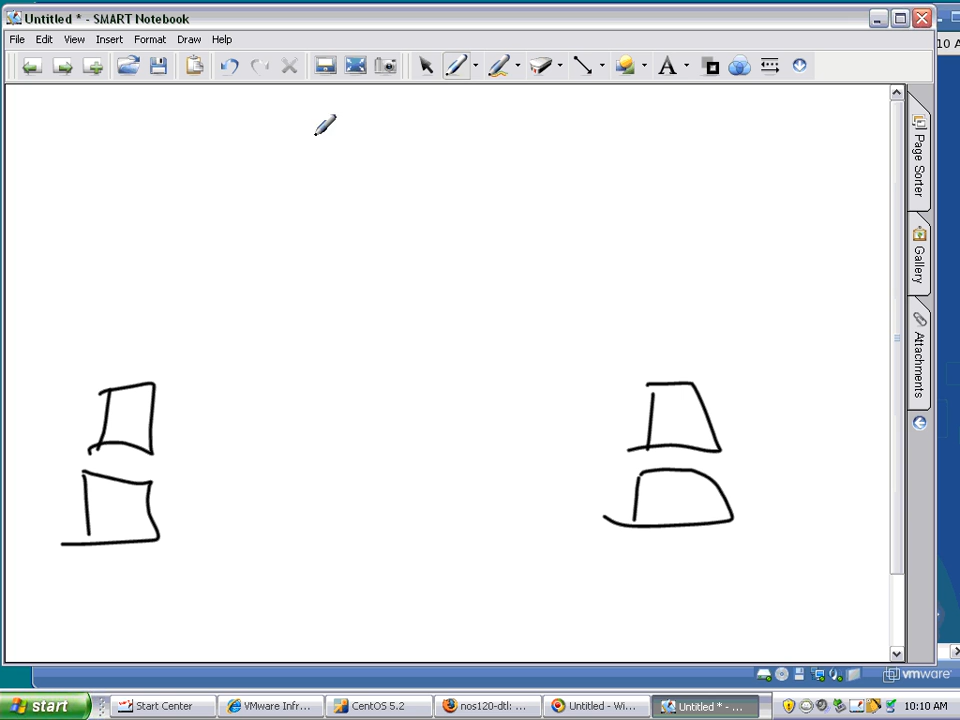 Untitled * - SMART Notebook
10 A
File Edit View Insert Format Draw Help
A
Page Sorter
Gallery
Attachments
vmware
start Start Center VMware Infr... CentOS 5.2 nos120-dtl: ... Untitled - Wi... Untitled * - ... 10:10 AM